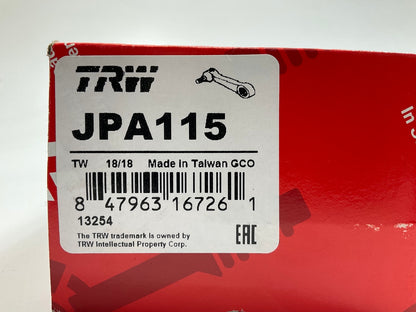 TRW
JPA115
TW 18/18 Made in Taiwan GCO
8 47963 16726 1
13254
The TRW trademark is owned by
TRW Intellectual Property Corp.
EAC